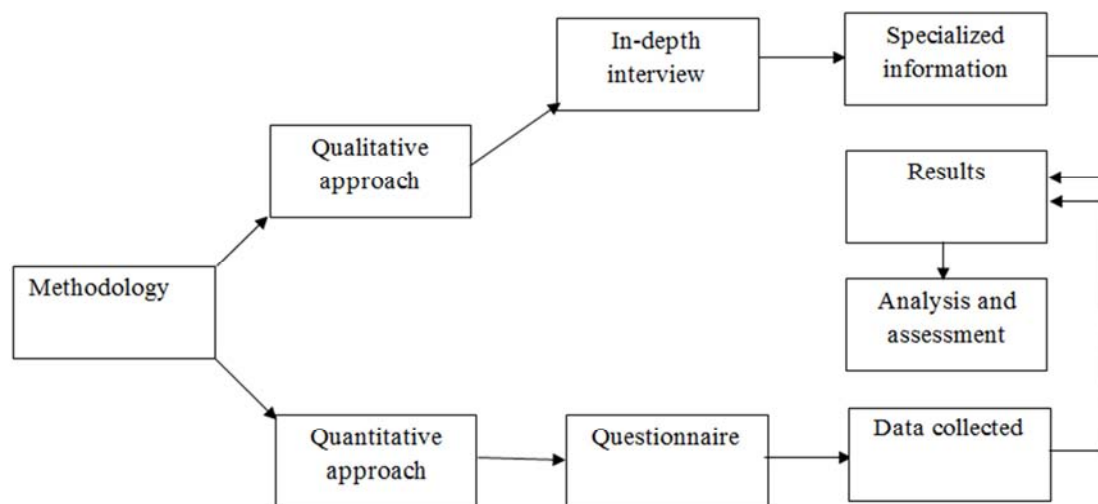 In-depth
interview
Specialized
information
Qualitative
approach
Results
Methodology
Analysis and
assessment
Quantitative
approach
Questionnaire
Data collected